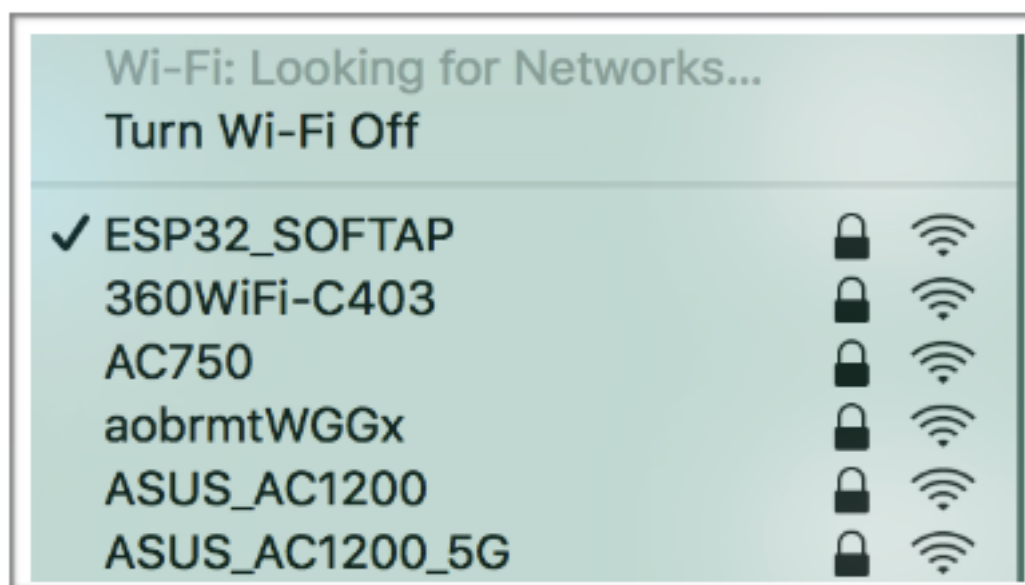 Wi-Fi: Looking for Networks...
Turn Wi-Fi Off
✓ ESP32_SOFTAP
360WiFi-C403
AC750
aobrmtWGGx
ASUS_AC1200
ASUS_AC1200_5G